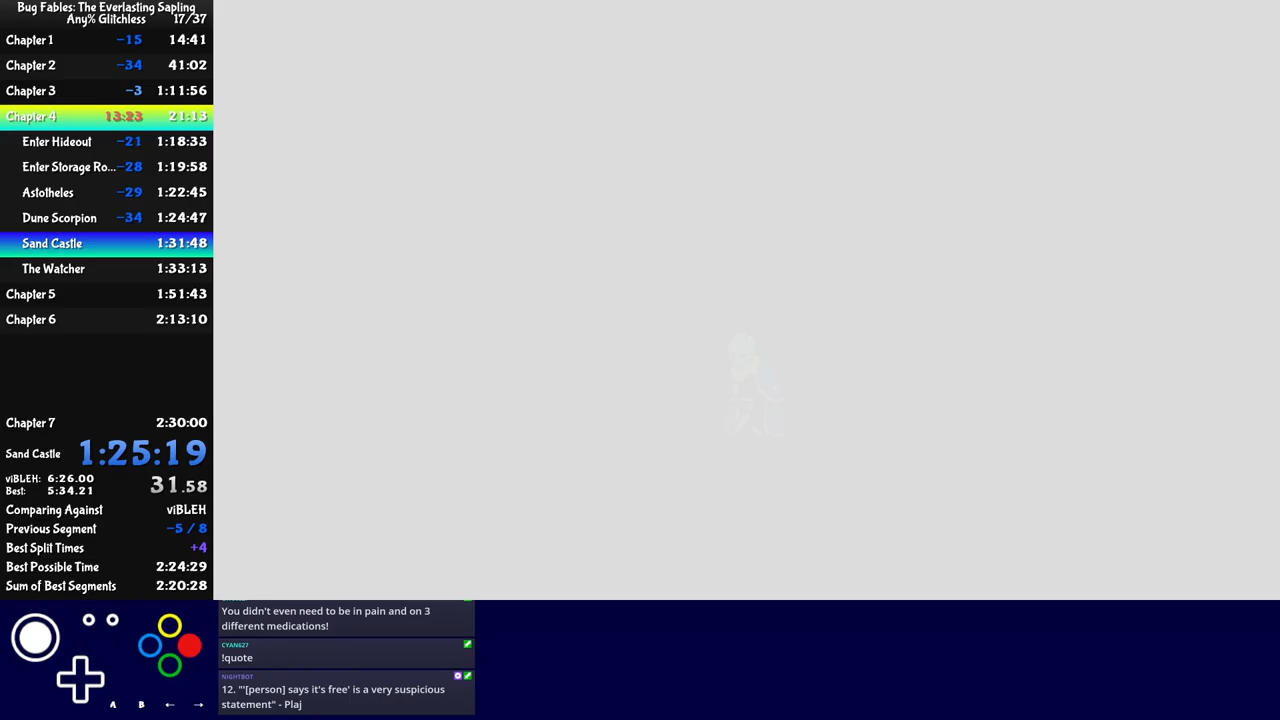 Bug Fables: The Everlasting Sapling
Any% Glitchless 17/37
Chapter 1 -15 14:41
Chapter 2 -34 41:02
Chapter 3 -3 1:11:56
Chapter 4 13:23 21:13
Enter Hideout -21 1:18:33
Enter Storage Ro... -28 1:19:58
Astotheles -29 1:22:45
Dune Scorpion -34 1:24:47
Sand Castle 1:31:48
The Watcher 1:33:13
Chapter 5 1:51:43
Chapter 6 2:13:10
Chapter 7 2:30:00
Sand Castle 1:25:19
viBLEH: 6:26.00
Best: 5:34.21
31.58
Comparing Against viBLEH
Previous Segment -5 / 8
Best Split Times +4
Best Possible Time 2:24:29
Sum of Best Segments 2:20:28
A B ← →
You didn't even need to be in pain and on 3
different medications!
CYAN627
!quote
NIGHTBOT
12. "'[person] says it's free' is a very suspicious
statement" - Plaj